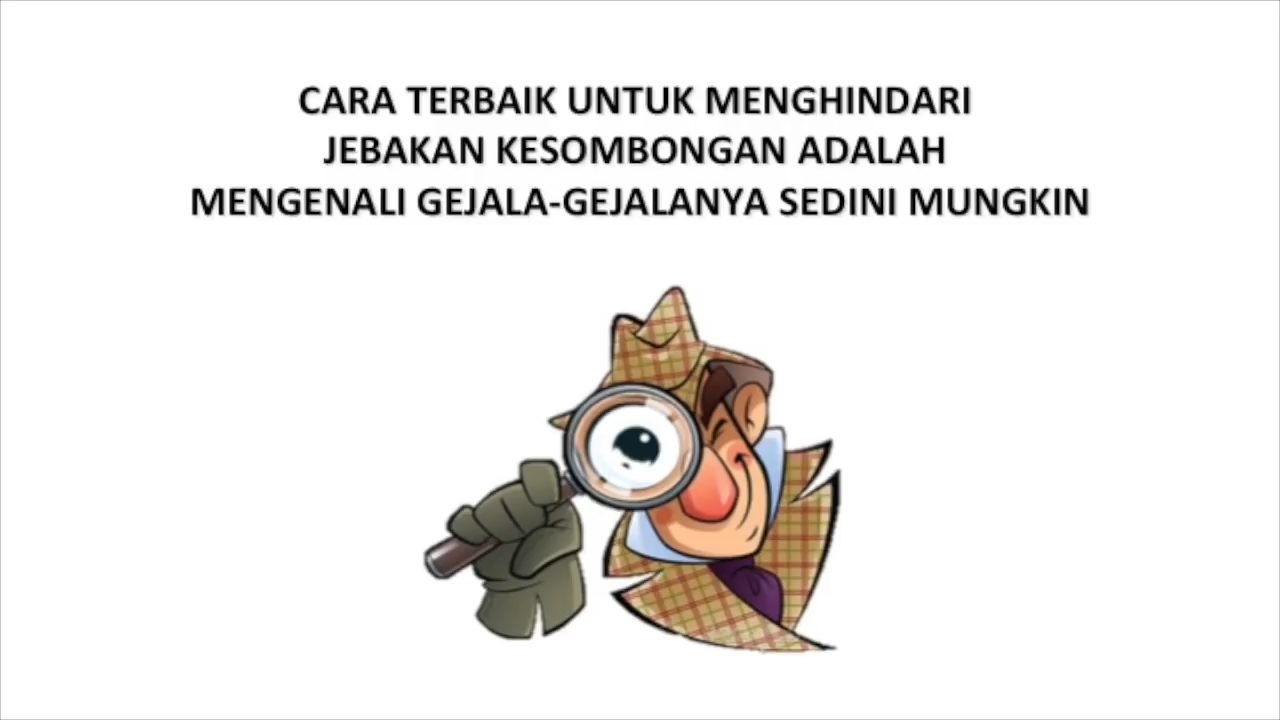 CARA TERBAIK UNTUK MENGHINDARI
JEBAKAN KESOMBONGAN ADALAH
MENGENALI GEJALA-GEJALANYA SEDINI MUNGKIN